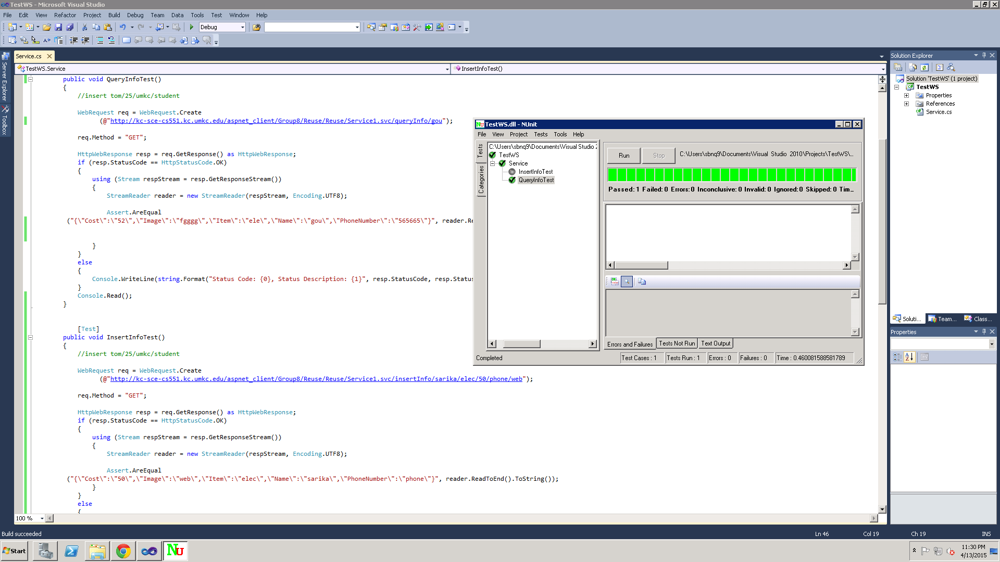 TestWS - Microsoft Visual Studio
File Edit View Refactor Project Build Debug Team Data Tools Test Window Help
Debug
Service.cs
TestWS.Service
InsertInfoTest()
Server Explorer
Toolbox
public void QueryInfoTest()
{
//insert tom/25/umkc/student
WebRequest req = WebRequest.Create
(@"http://kc-sce-cs551.kc.umkc.edu/aspnet_client/Group8/Reuse/Reuse/Service1.svc/queryInfo/gou");
req.Method = "GET";
HttpWebResponse resp = req.GetResponse() as HttpWebResponse;
if (resp.StatusCode == HttpStatusCode.OK)
{
using (Stream respStream = resp.GetResponseStream())
{
StreamReader reader = new StreamReader(respStream, Encoding.UTF8);
Assert.AreEqual
("{\"Cost\":\"52\",\"Image\":\"fgggg\",\"Item\":\"ele\",\"Name\":\"gou\",\"PhoneNumber\":\"565665\"}", reader.Re
}
}
else
{
Console.WriteLine(string.Format("Status Code: {0}, Status Description: {1}", resp.StatusCode, resp.Status
}
Console.Read();
}
[Test]
public void InsertInfoTest()
{
//insert tom/25/umkc/student
WebRequest req = WebRequest.Create
(@"http://kc-sce-cs551.kc.umkc.edu/aspnet_client/Group8/Reuse/Reuse/Service1.svc/insertInfo/sarika/elec/50/phone/web");
req.Method = "GET";
HttpWebResponse resp = req.GetResponse() as HttpWebResponse;
if (resp.StatusCode == HttpStatusCode.OK)
{
using (Stream respStream = resp.GetResponseStream())
{
StreamReader reader = new StreamReader(respStream, Encoding.UTF8);
Assert.AreEqual
("{\"Cost\":\"50\",\"Image\":\"web\",\"Item\":\"elec\",\"Name\":\"sarika\",\"PhoneNumber\":\"phone\"}", reader.ReadToEnd().ToString());
}
}
else
{
100 %
TestWS.dll - NUnit
File View Project Tests Tools Help
Tests
Categories
C:\Users\sbnq9\Documents\Visual Studio 2
TestWS
Service
InsertInfoTest
QueryInfoTest
Run
Stop
C:\Users\sbnq9\Documents\Visual Studio 2010\Projects\TestWS\...
Passed: 1 Failed: 0 Errors: 0 Inconclusive: 0 Invalid: 0 Ignored: 0 Skipped: 0 Tim...
Errors and Failures
Tests Not Run
Text Output
Completed
Test Cases : 1
Tests Run : 1
Errors : 0
Failures : 0
Time : 0.460081588581789
Solution Explorer
Solution 'TestWS' (1 project)
TestWS
Properties
References
Service.cs
Soluti...
Team...
Class...
Properties
Build succeeded
Ln 46
Col 19
Ch 19
INS
Start
11:30 PM
4/13/2015